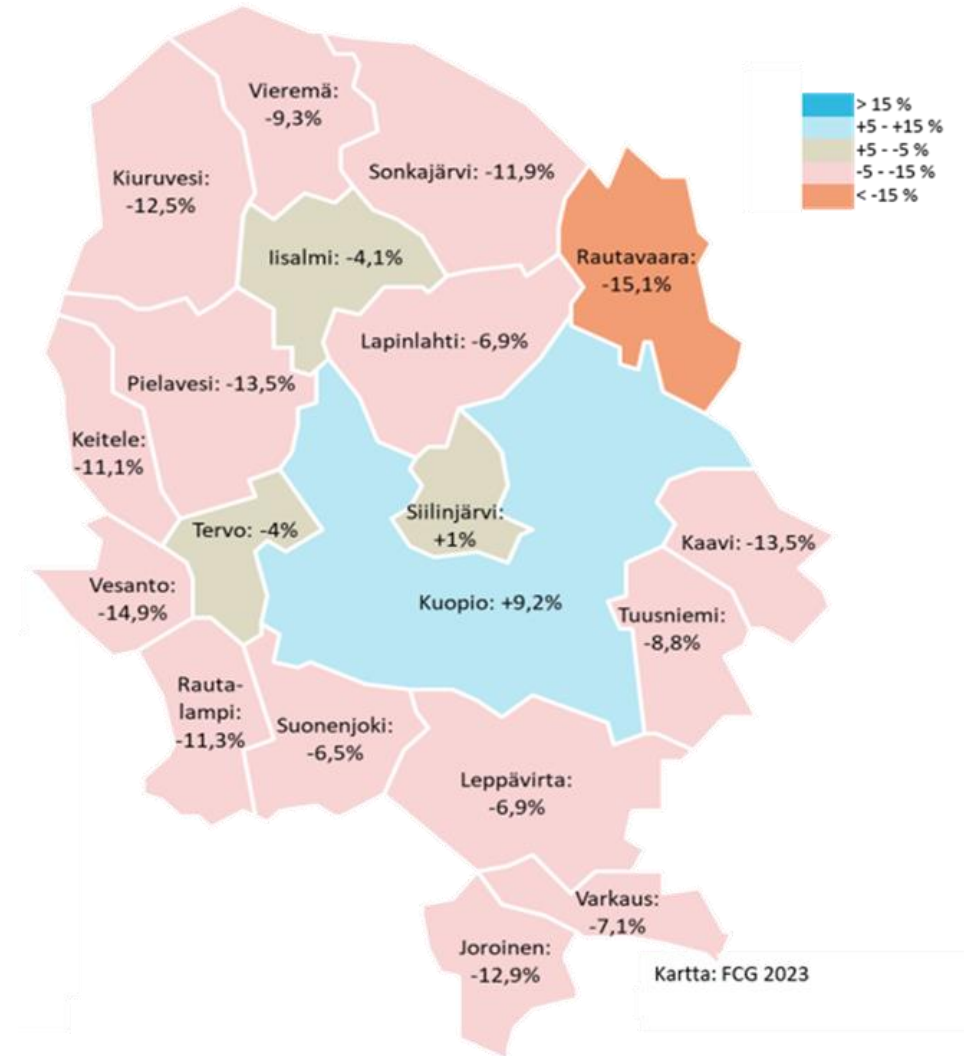 Vieremä:
-9,3%
> 15 %
+5 - +15 %
+5 - -5 %
-5 - -15 %
< -15 %
Kiuruvesi:
-12,5%
Sonkajärvi: -11,9%
Iisalmi: -4,1%
Rautavaara:
-15,1%
Lapinlahti: -6,9%
Pielavesi: -13,5%
Keitele:
-11,1%
Siilinjärvi:
+1%
Tervo: -4%
Kaavi: -13,5%
Vesanto:
-14,9%
Kuopio: +9,2%
Tuusniemi:
-8,8%
Rauta-
lampi:
-11,3%
Suonenjoki:
-6,5%
Leppävirta:
-6,9%
Varkaus:
-7,1%
Joroinen:
-12,9%
Kartta: FCG 2023